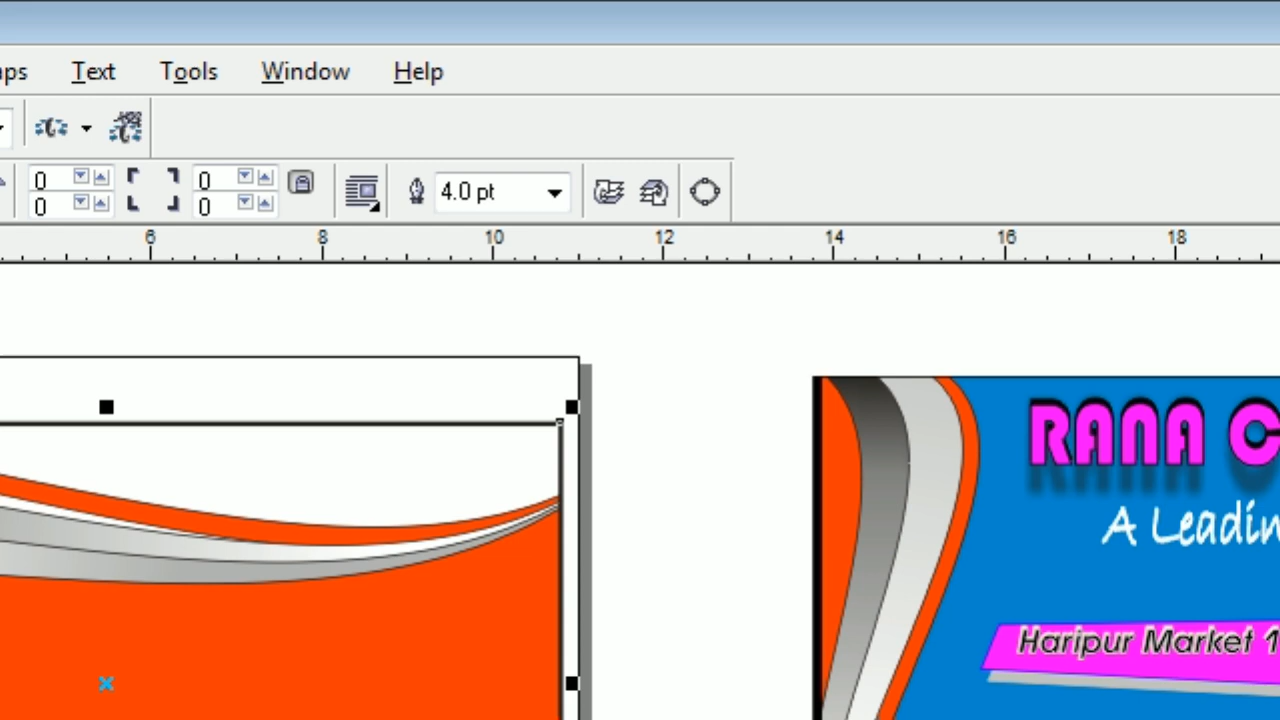 ps Text Tools Window Help
0 0
0 0
4.0 pt
6 8 10 12 14 16 18
RANA C
A Leadin
Haripur Market 1